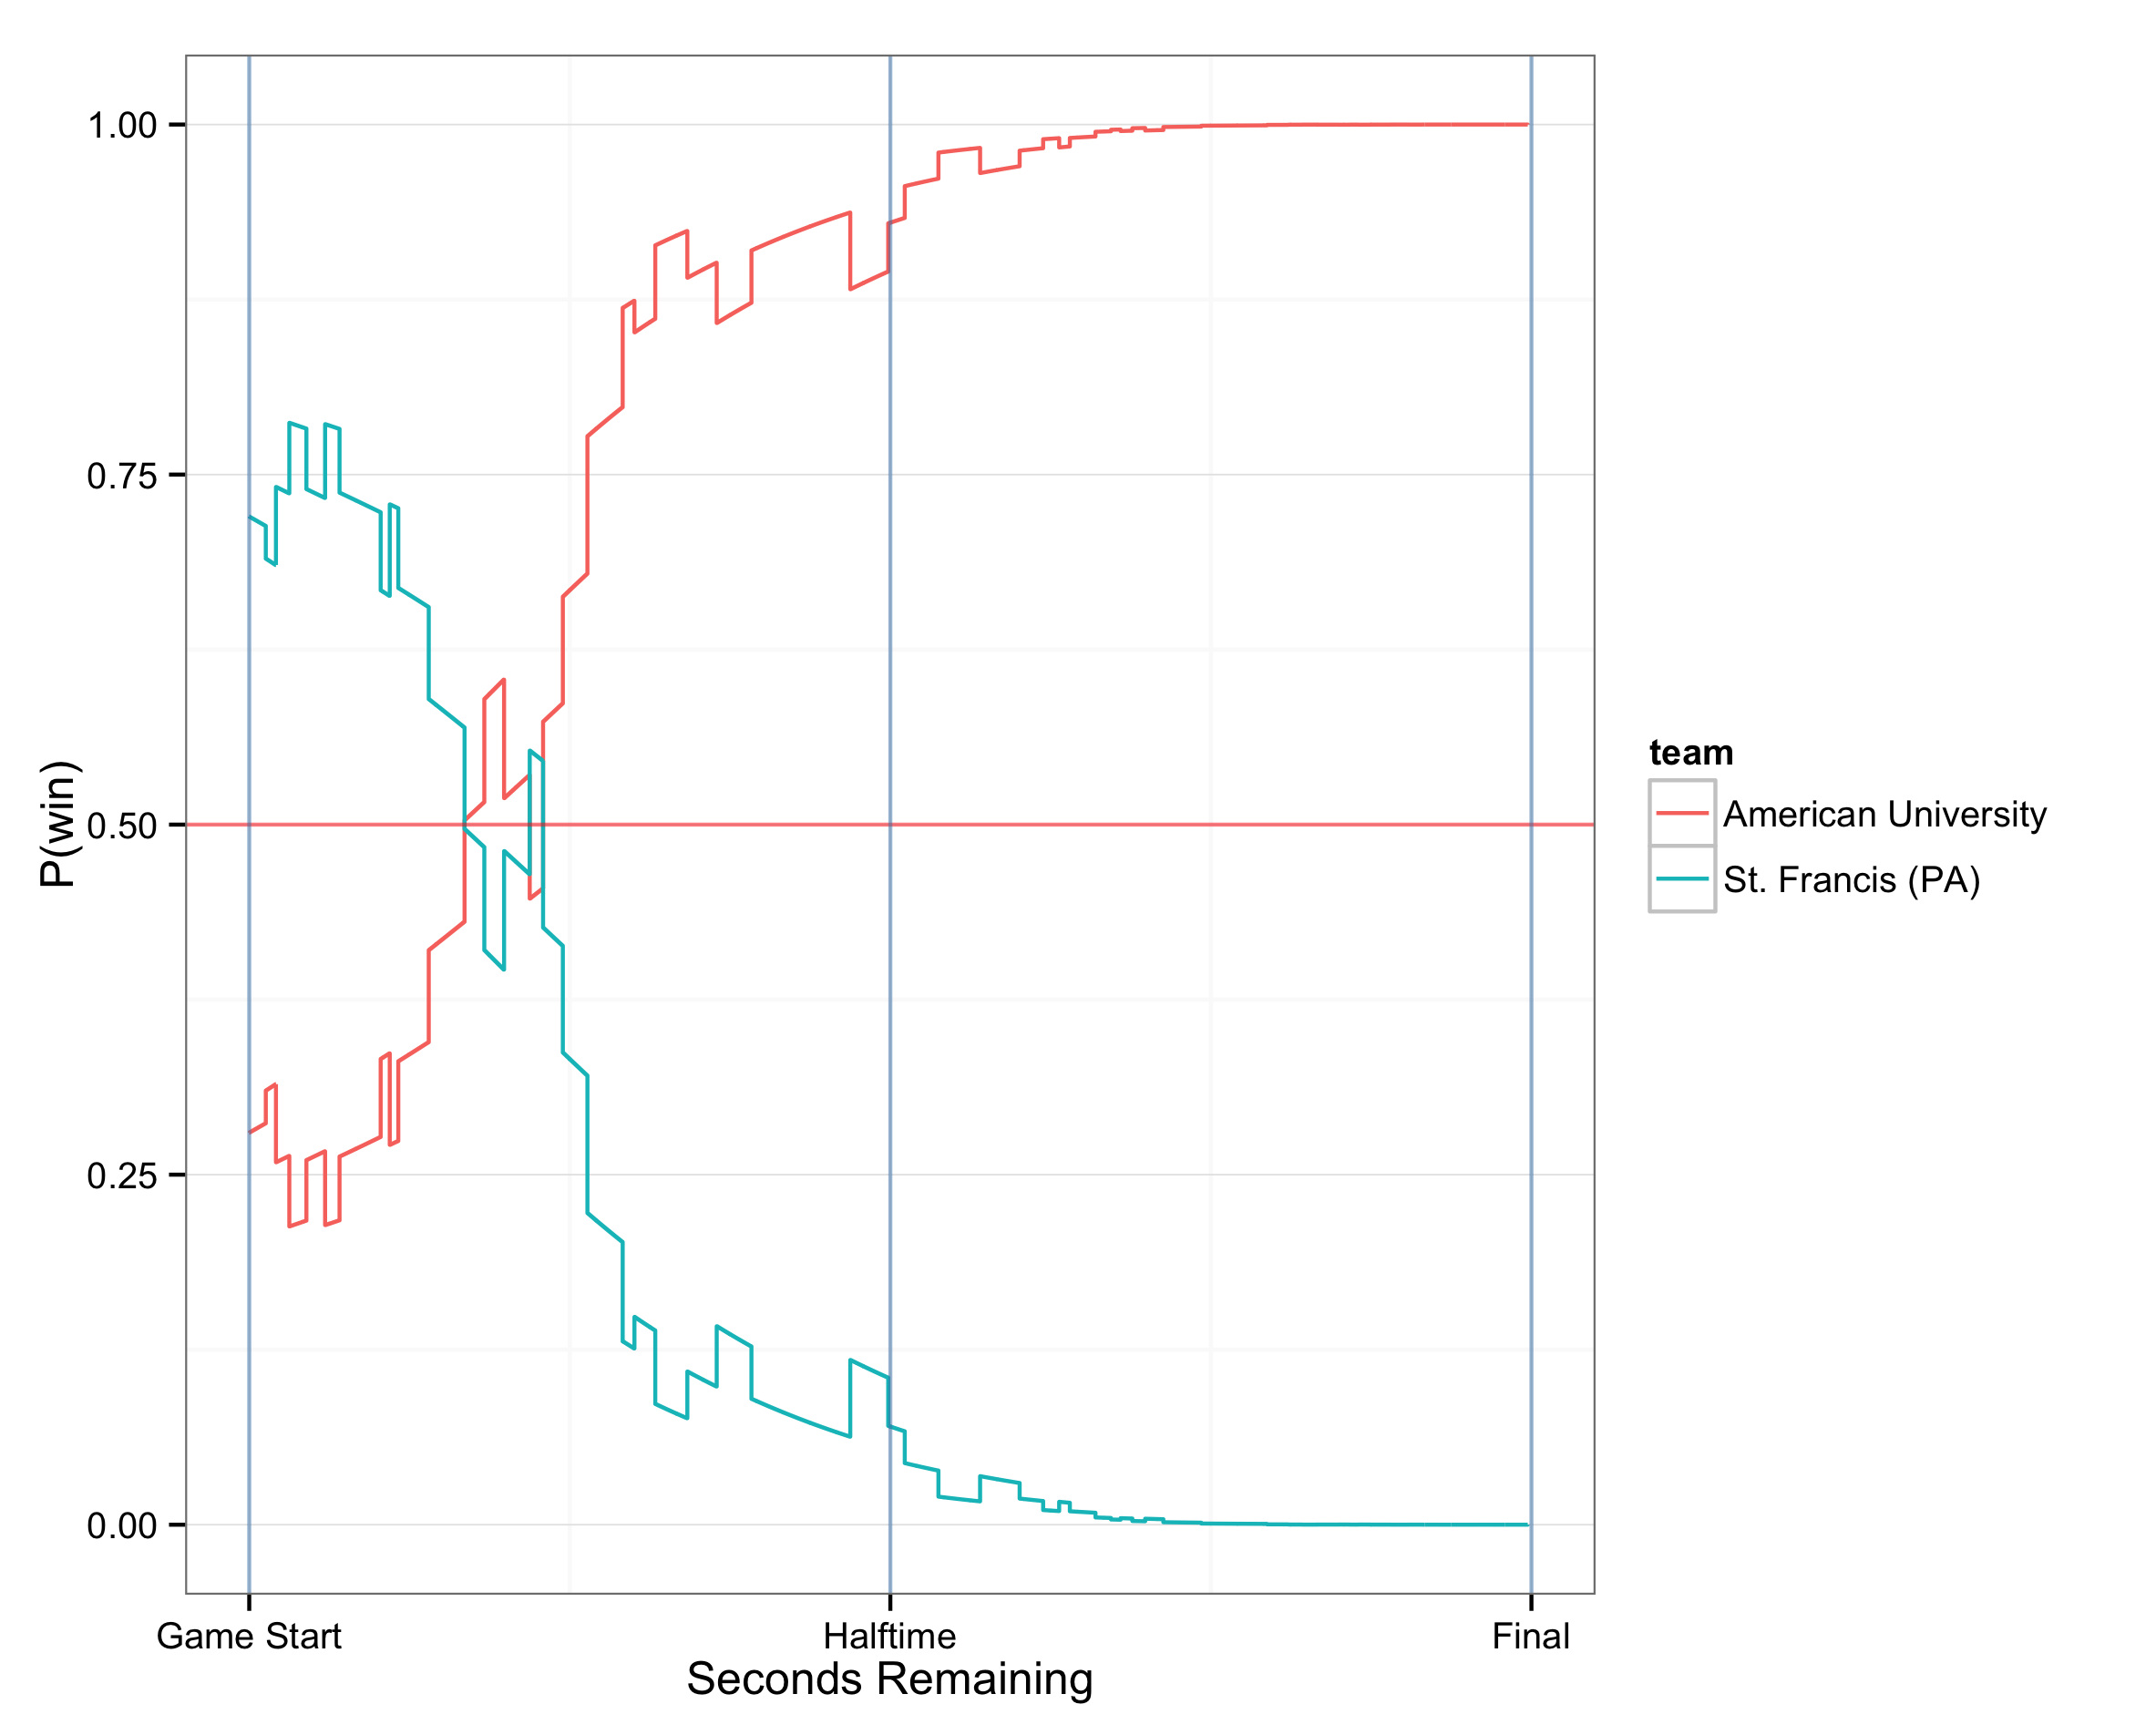 1.00
0.75
0.50
0.25
0.00
P(win)
Game Start
Halftime
Final
Seconds Remaining
team
American University
St. Francis (PA)